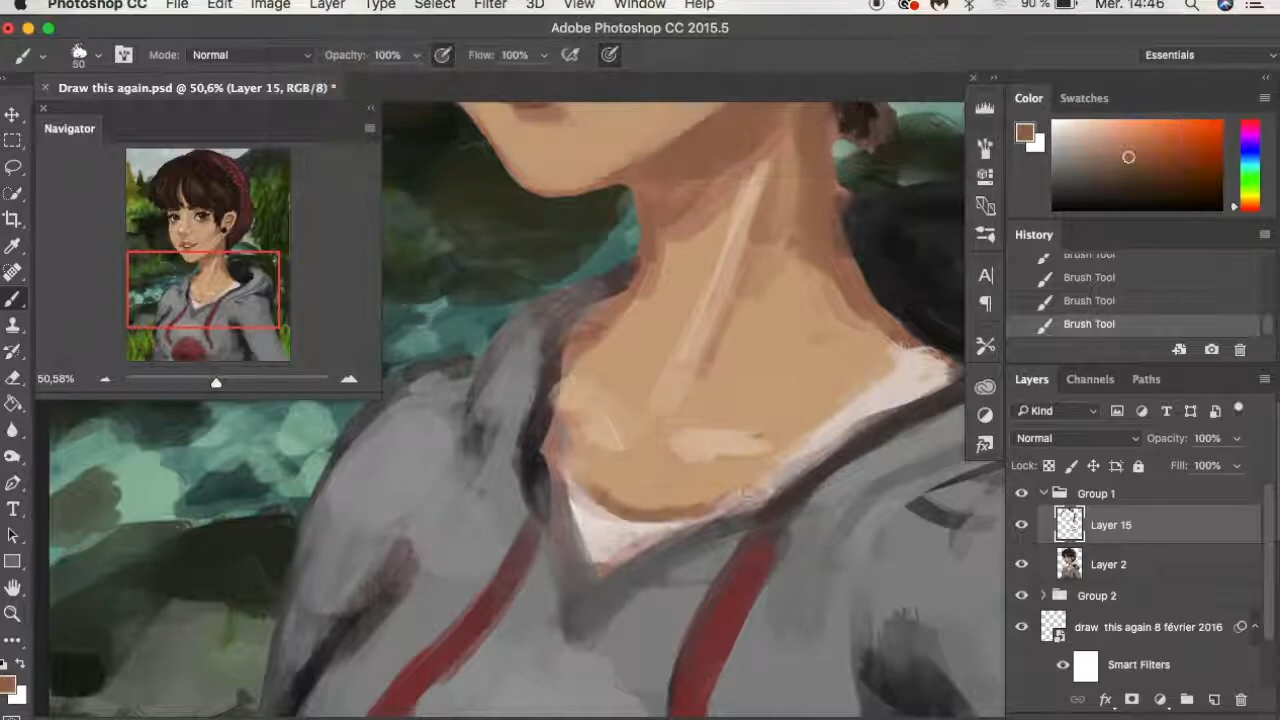 Photoshop CC File Edit Image Layer Type Select Filter 3D View Window Help 90 % Mer. 14:46
Adobe Photoshop CC 2015.5
50 Mode: Normal Opacity: 100% Flow: 100% Essentials
Draw this again.psd @ 50,6% (Layer 15, RGB/8) *
Navigator
50,58%
Color Swatches
History
Brush Tool
Brush Tool
Brush Tool
Brush Tool
Layers Channels Paths
Kind
Normal Opacity: 100%
Lock: Fill: 100%
Group 1
Layer 15
Layer 2
Group 2
draw this again 8 février 2016
Smart Filters